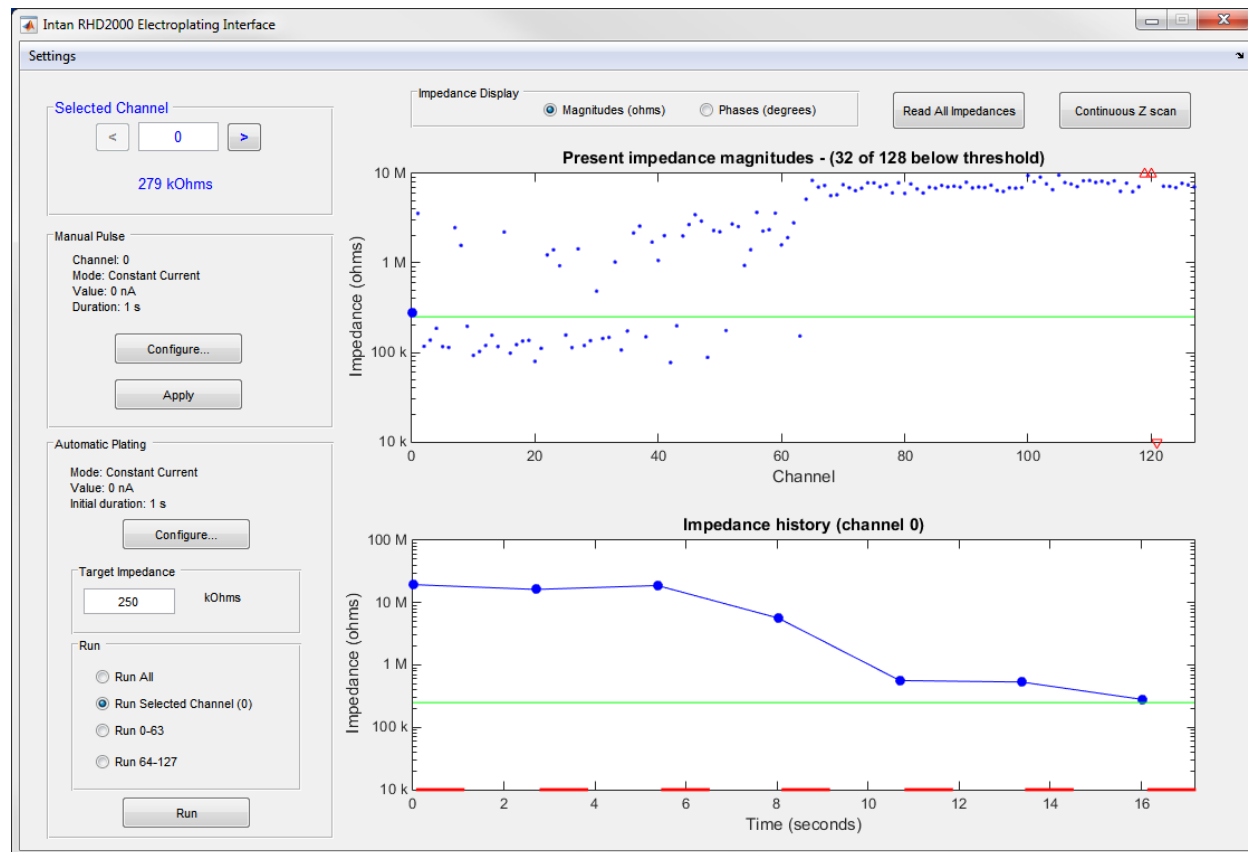 Intan RHD2000 Electroplating Interface
Settings
Selected Channel
<
0
>
279 kOhms
Manual Pulse
Channel: 0
Mode: Constant Current
Value: 0 nA
Duration: 1 s
Configure...
Apply
Automatic Plating
Mode: Constant Current
Value: 0 nA
Initial duration: 1 s
Configure...
Target Impedance
250 kOhms
Run
Run All
Run Selected Channel (0)
Run 0-63
Run 64-127
Run
Impedance Display
Magnitudes (ohms) Phases (degrees)
Read All Impedances
Continuous Z scan
Present impedance magnitudes - (32 of 128 below threshold)
Impedance (ohms)
10 M
1 M
100 k
10 k
0 20 40 60 80 100 120
Channel
Impedance history (channel 0)
Impedance (ohms)
100 M
10 M
1 M
100 k
10 k
0 2 4 6 8 10 12 14 16
Time (seconds)